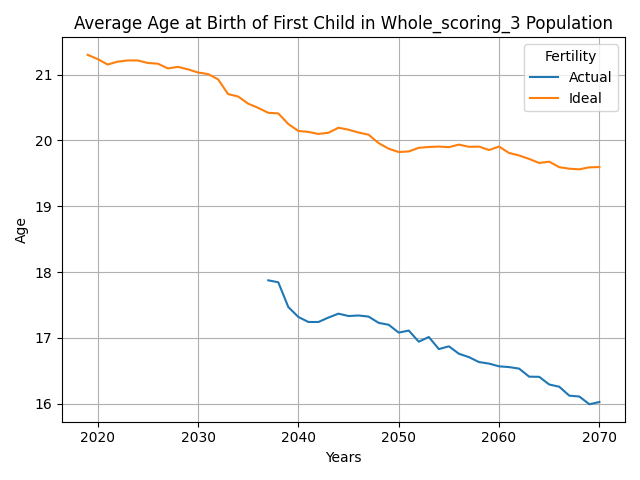 Average Age at Birth of First Child in Whole_scoring_3 Population
Fertility
Actual
Ideal
Age
21
20
19
18
17
16
2020
2030
2040
2050
2060
2070
Years